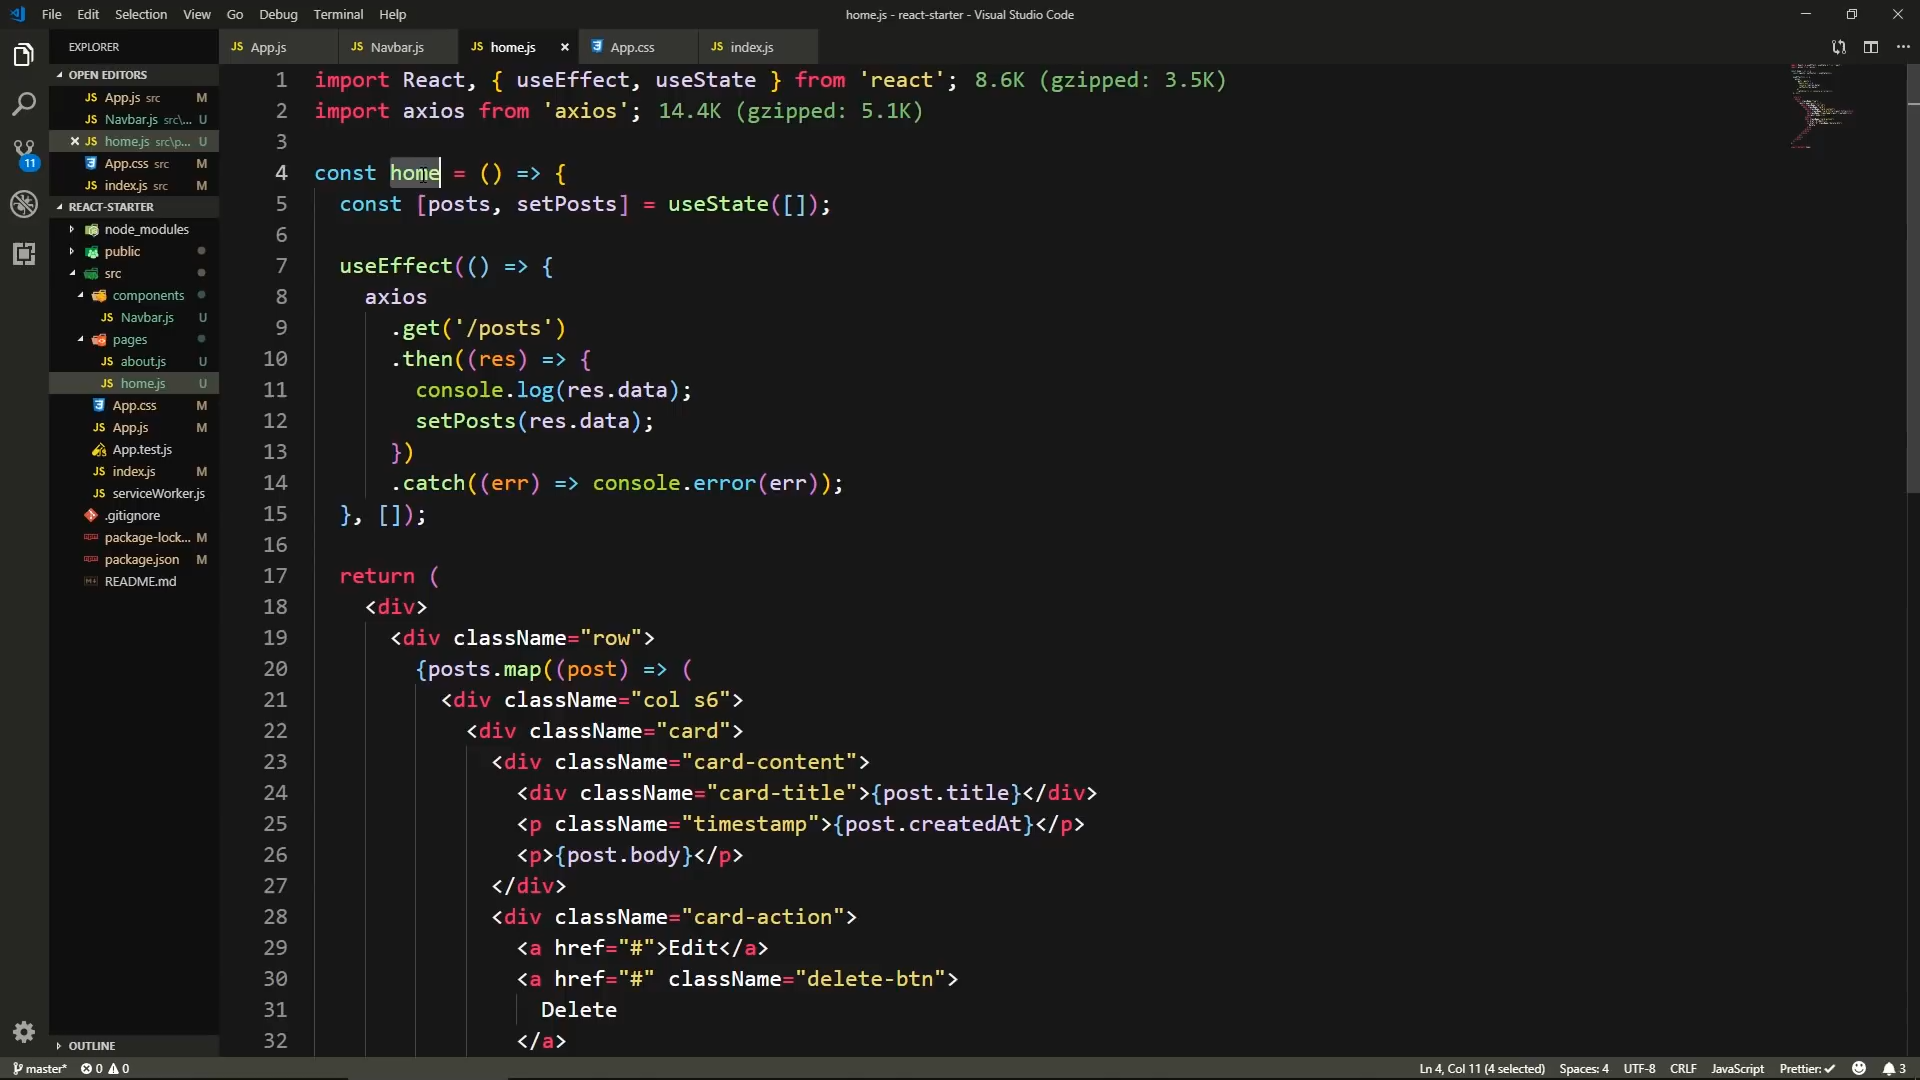 File Edit Selection View Go Debug Terminal Help
home.js - react-starter - Visual Studio Code
EXPLORER
OPEN EDITORS
JS App.js src M
JS Navbar.js src\... U
JS home.js src\p... U
App.css src M
JS index.js src M
REACT-STARTER
node_modules
public
src
components
JS Navbar.js U
pages
JS about.js U
JS home.js U
App.css M
JS App.js M
App.test.js
JS index.js M
JS serviceWorker.js
.gitignore
package-lock... M
package.json M
README.md
OUTLINE
11
JS App.js JS Navbar.js JS home.js App.css JS index.js
1 import React, { useEffect, useState } from 'react'; 8.6K (gzipped: 3.5K)
2 import axios from 'axios'; 14.4K (gzipped: 5.1K)
3
4 const home = () => {
5 const [posts, setPosts] = useState([]);
6
7 useEffect(() => {
8 axios
9 .get('/posts')
10 .then((res) => {
11 console.log(res.data);
12 setPosts(res.data);
13 })
14 .catch((err) => console.error(err));
15 }, []);
16
17 return (
18 <div>
19 <div className="row">
20 {posts.map((post) => (
21 <div className="col s6">
22 <div className="card">
23 <div className="card-content">
24 <div className="card-title">{post.title}</div>
25 <p className="timestamp">{post.createdAt}</p>
26 <p>{post.body}</p>
27 </div>
28 <div className="card-action">
29 <a href="#">Edit</a>
30 <a href="#" className="delete-btn">
31 Delete
32 </a>
master* 0 0 Ln 4, Col 11 (4 selected) Spaces: 4 UTF-8 CRLF JavaScript Prettier: ✓ 3